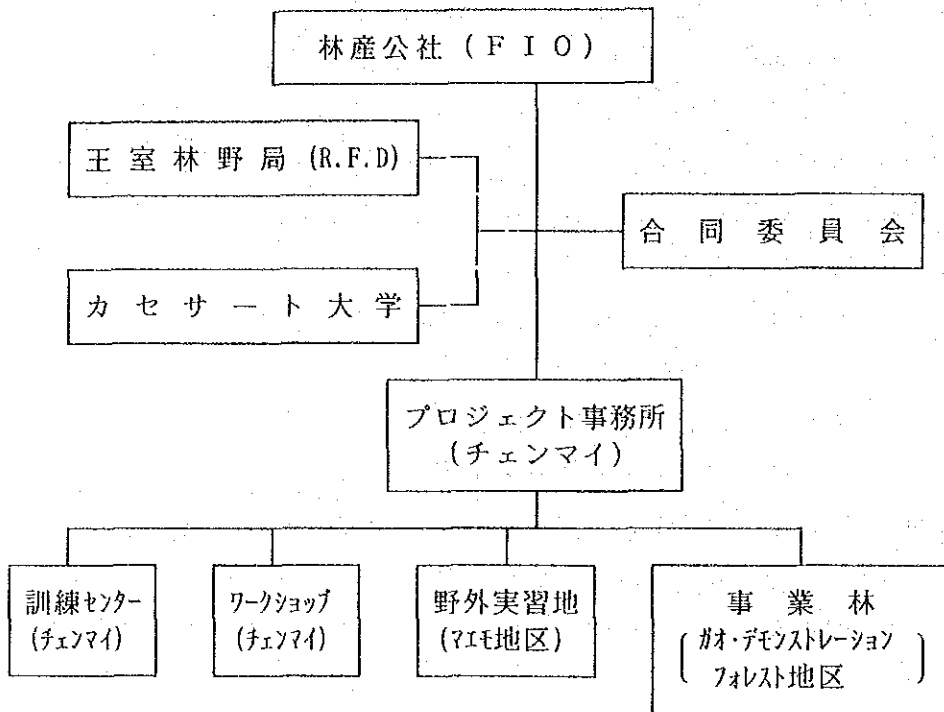 林産公社(FIO)
王室林野局(R.F.D)
合同委員会
カセサート大学
プロジェクト事務所
(チェンマイ)
訓練センター
(チェンマイ)
ワークショップ
(チェンマイ)
野外実習地
(マエモ地区)
事業林
ガオ・デモンストレーション
フォレスト地区